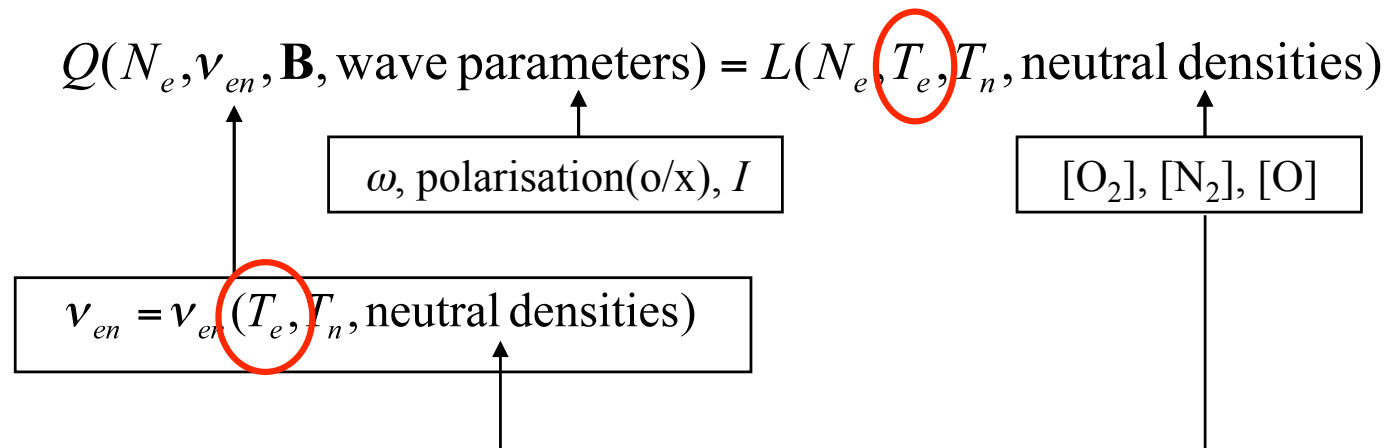 Q(Nₑ,νₑₙ,B,wave parameters) = L(Nₑ,Tₑ,Tₙ,neutral densities)
ω, polarisation(o/x), I
[O₂], [N₂], [O]
νₑₙ = νₑₙ(Tₑ,Tₙ,neutral densities)